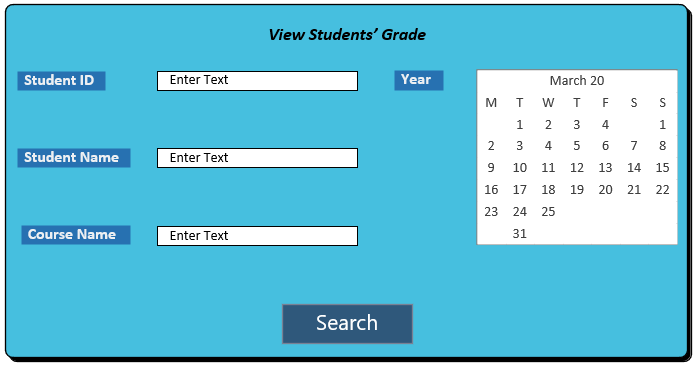 View Students’ Grade
Student ID
Enter Text
Year
Student Name
Enter Text
Course Name
Enter Text
March 20
M T W T F S S
1 2 3 4 1
2 3 4 5 6 7 8
9 10 11 12 13 14 15
16 17 18 19 20 21 22
23 24 25
31
Search